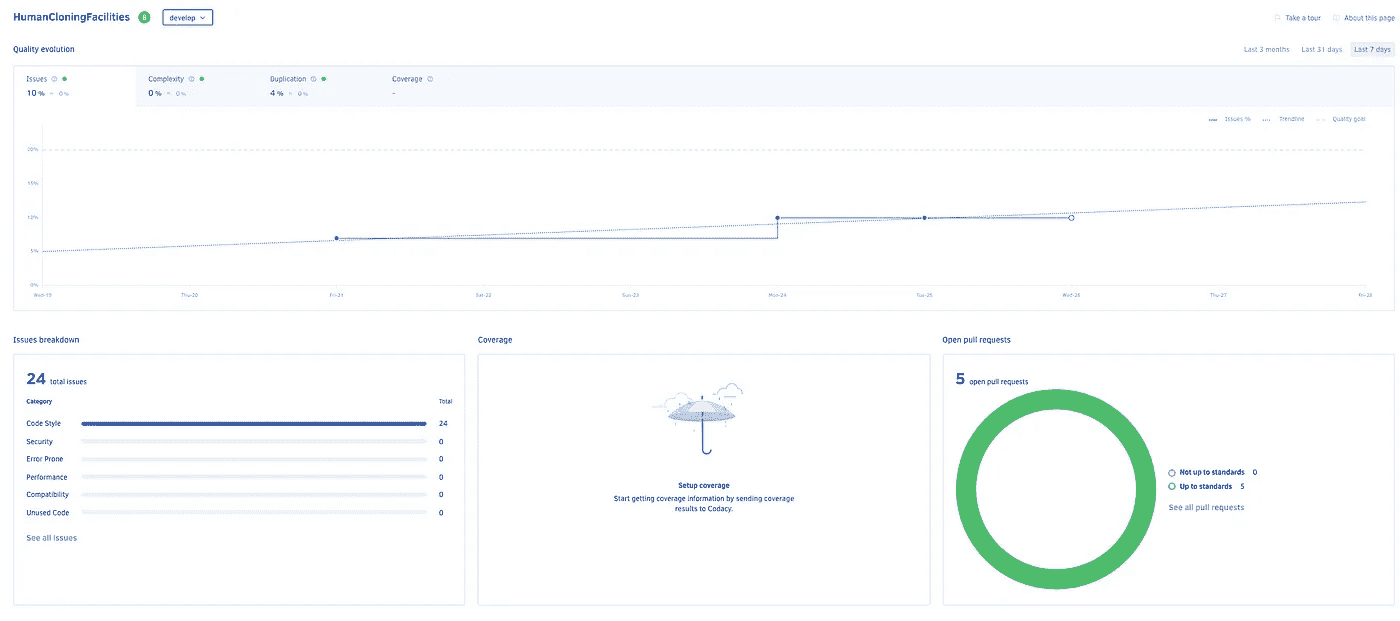 HumanCloningFacilities B develop
Take a tour About this page
Quality evolution
Last 3 months Last 31 days Last 7 days
Issues Complexity Duplication Coverage
10 % = 0 % 0 % = 0 % 4 % = 0 % -
Issues % Trendline Quality goal
20%
15%
10%
5%
0%
Wed-19 Thu-20 Fri-21 Sat-22 Sun-23 Mon-24 Tue-25 Wed-26 Thu-27 Fri-28
Issues breakdown
24 total issues
Category Total
Code Style 24
Security 0
Error Prone 0
Performance 0
Compatibility 0
Unused Code 0
See all issues
Coverage
Setup coverage
Start getting coverage information by sending coverage
results to Codacy.
Open pull requests
5 open pull requests
Not up to standards 0
Up to standards 5
See all pull requests